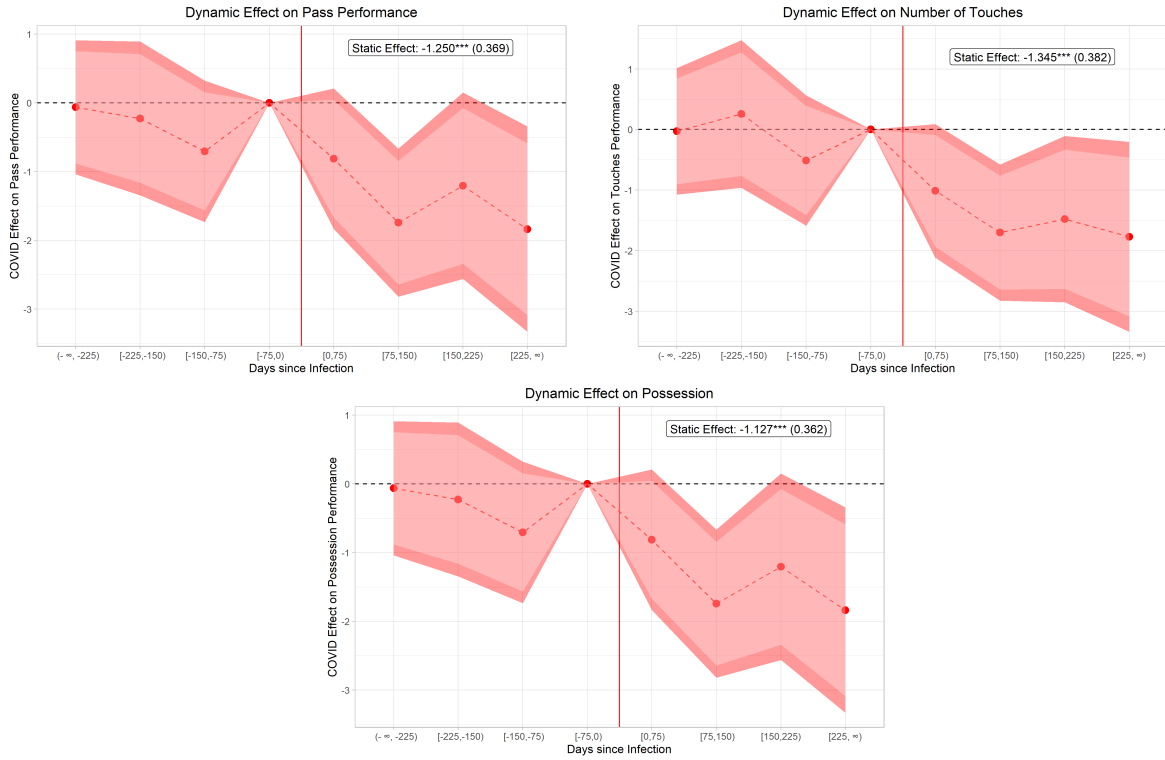 Dynamic Effect on Pass Performance
Static Effect: -1.250*** (0.369)
COVID Effect on Pass Performance
1
0
-1
-2
-3
(- ∞, -225) [-225,-150) [-150,-75) [-75,0) [0,75) [75,150) [150,225) [225, ∞)
Days since Infection
Dynamic Effect on Number of Touches
Static Effect: -1.345*** (0.382)
COVID Effect on Touches Performance
1
0
-1
-2
-3
(- ∞, -225) [-225,-150) [-150,-75) [-75,0) [0,75) [75,150) [150,225) [225, ∞)
Days since Infection
Dynamic Effect on Possession
Static Effect: -1.127*** (0.362)
COVID Effect on Possession Performance
1
0
-1
-2
-3
(- ∞, -225) [-225,-150) [-150,-75) [-75,0) [0,75) [75,150) [150,225) [225, ∞)
Days since Infection